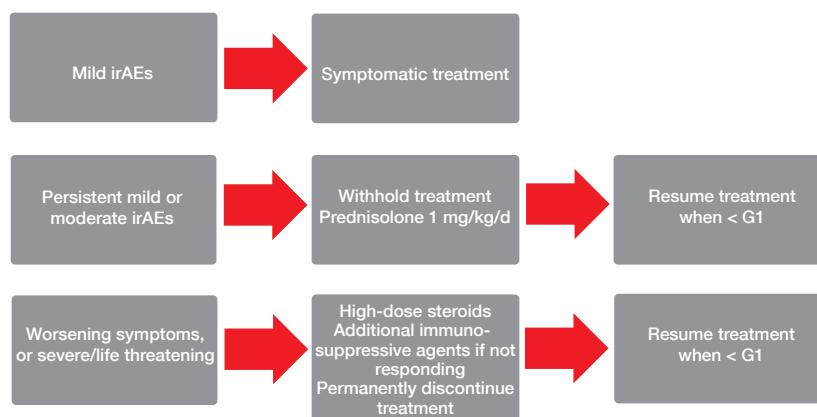 Mild irAEs
Symptomatic treatment
Persistent mild or
moderate irAEs
Withhold treatment
Prednisolone 1 mg/kg/d
Resume treatment
when < G1
Worsening symptoms,
or severe/life threatening
High-dose steroids
Additional immuno-
suppressive agents if not
responding
Permanently discontinue
treatment
Resume treatment
when < G1